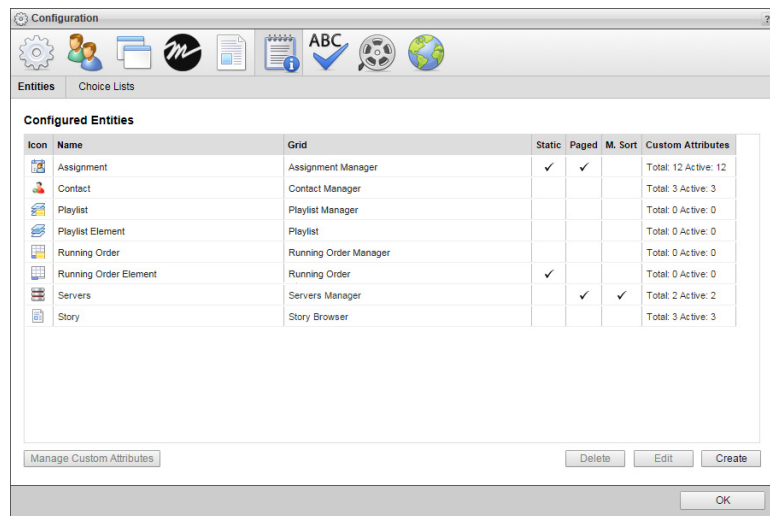 Configuration ?
ABC
Entities Choice Lists
Configured Entities
Icon Name Grid Static Paged M. Sort Custom Attributes
Assignment Assignment Manager ✓ ✓ Total: 12 Active: 12
Contact Contact Manager Total: 3 Active: 3
Playlist Playlist Manager Total: 0 Active: 0
Playlist Element Playlist Total: 0 Active: 0
Running Order Running Order Manager Total: 0 Active: 0
Running Order Element Running Order ✓ Total: 0 Active: 0
Servers Servers Manager ✓ ✓ Total: 2 Active: 2
Story Story Browser Total: 3 Active: 3
Manage Custom Attributes Delete Edit Create
OK